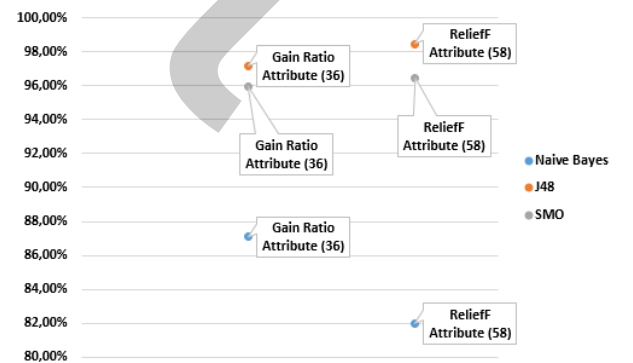 100,00%
98,00%
96,00%
94,00%
92,00%
90,00%
88,00%
86,00%
84,00%
82,00%
80,00%
Gain Ratio
Attribute (36)
ReliefF
Attribute (58)
Gain Ratio
Attribute (36)
ReliefF
Attribute (58)
Gain Ratio
Attribute (36)
ReliefF
Attribute (58)
Naive Bayes
J48
SMO